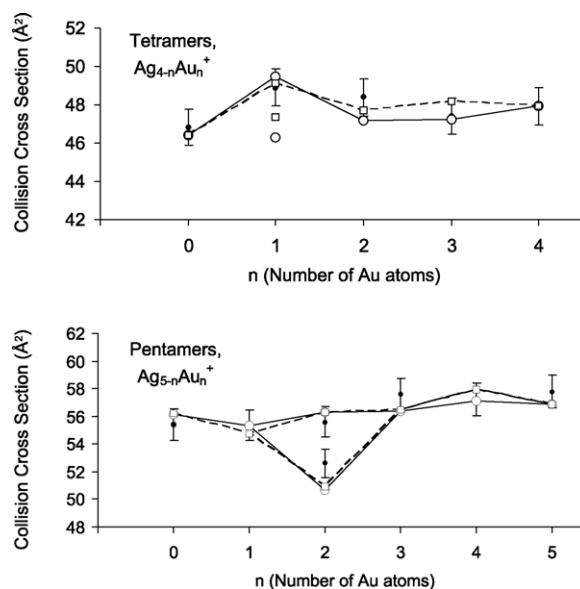 Collision Cross Section (Å²)
52
50
48
46
44
42
Tetramers,
Ag₄₋ₙAuₙ⁺
0 1 2 3 4
n (Number of Au atoms)
Collision Cross Section (Å²)
62
60
58
56
54
52
50
48
Pentamers,
Ag₅₋ₙAuₙ⁺
0 1 2 3 4 5
n (Number of Au atoms)